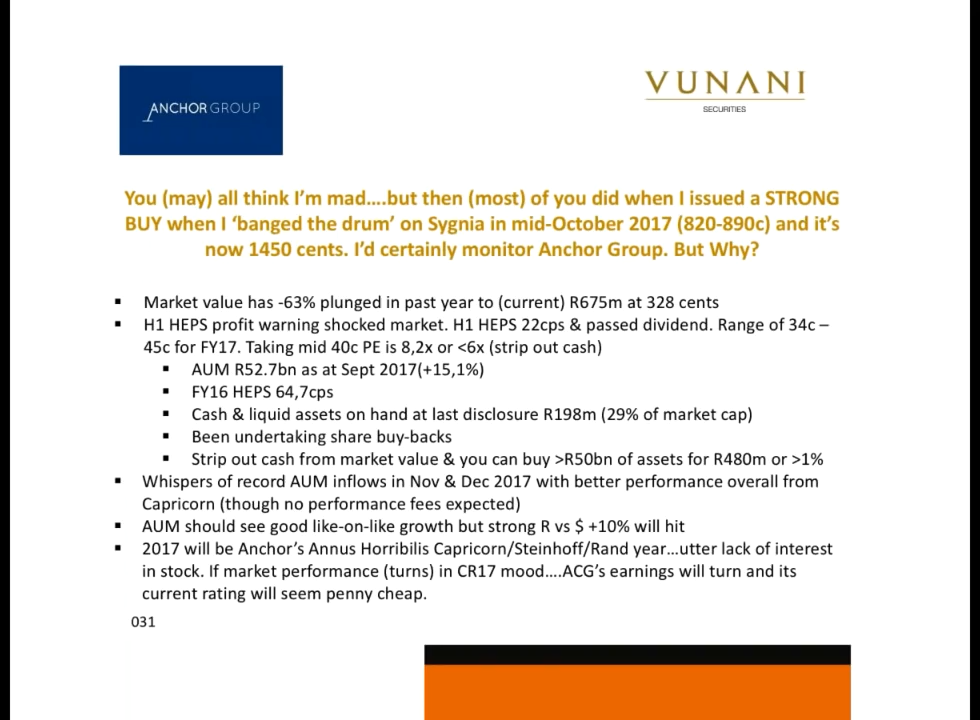 ANCHOR GROUP
VUNANI
SECURITIES
You (may) all think I'm mad....but then (most) of you did when I issued a STRONG
BUY when I 'banged the drum' on Sygnia in mid-October 2017 (820-890c) and it's
now 1450 cents. I'd certainly monitor Anchor Group. But Why?
▪ Market value has -63% plunged in past year to (current) R675m at 328 cents
▪ H1 HEPS profit warning shocked market. H1 HEPS 22cps & passed dividend. Range of 34c –
45c for FY17. Taking mid 40c PE is 8,2x or <6x (strip out cash)
▪ AUM R52.7bn as at Sept 2017(+15,1%)
▪ FY16 HEPS 64,7cps
▪ Cash & liquid assets on hand at last disclosure R198m (29% of market cap)
▪ Been undertaking share buy-backs
▪ Strip out cash from market value & you can buy >R50bn of assets for R480m or >1%
▪ Whispers of record AUM inflows in Nov & Dec 2017 with better performance overall from
Capricorn (though no performance fees expected)
▪ AUM should see good like-on-like growth but strong R vs $ +10% will hit
▪ 2017 will be Anchor's Annus Horribilis Capricorn/Steinhoff/Rand year...utter lack of interest
in stock. If market performance (turns) in CR17 mood....ACG's earnings will turn and its
current rating will seem penny cheap.
031